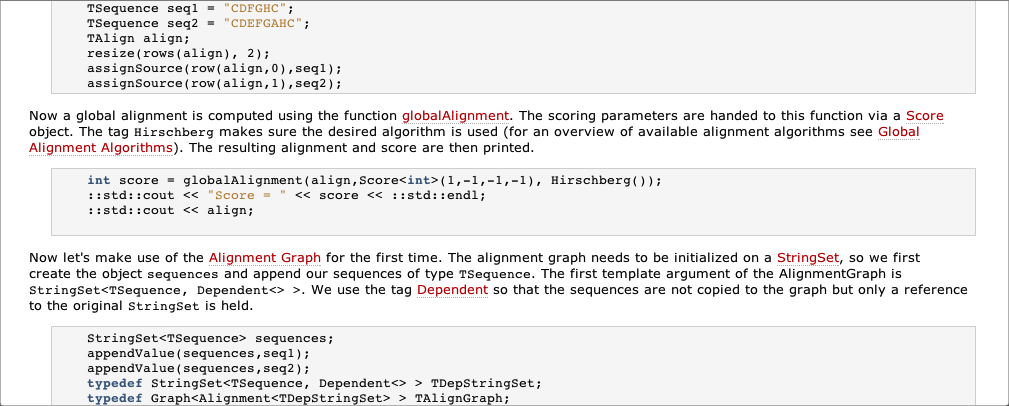 TSequence seq1 = "CDFGHC";
TSequence seq2 = "CDEFGAHC";
TAlign align;
resize(rows(align), 2);
assignSource(row(align,0),seq1);
assignSource(row(align,1),seq2);
Now a global alignment is computed using the function globalAlignment. The scoring parameters are handed to this function via a Score
object. The tag Hirschberg makes sure the desired algorithm is used (for an overview of available alignment algorithms see Global
Alignment Algorithms). The resulting alignment and score are then printed.
int score = globalAlignment(align,Score<int>(1,-1,-1,-1), Hirschberg());
::std::cout << "Score = " << score << ::std::endl;
::std::cout << align;
Now let's make use of the Alignment Graph for the first time. The alignment graph needs to be initialized on a StringSet, so we first
create the object sequences and append our sequences of type TSequence. The first template argument of the AlignmentGraph is
StringSet<TSequence, Dependent<> >. We use the tag Dependent so that the sequences are not copied to the graph but only a reference
to the original StringSet is held.
StringSet<TSequence> sequences;
appendValue(sequences,seq1);
appendValue(sequences,seq2);
typedef StringSet<TSequence, Dependent<> > TDepStringSet;
typedef Graph<Alignment<TDepStringSet> > TAlignGraph;